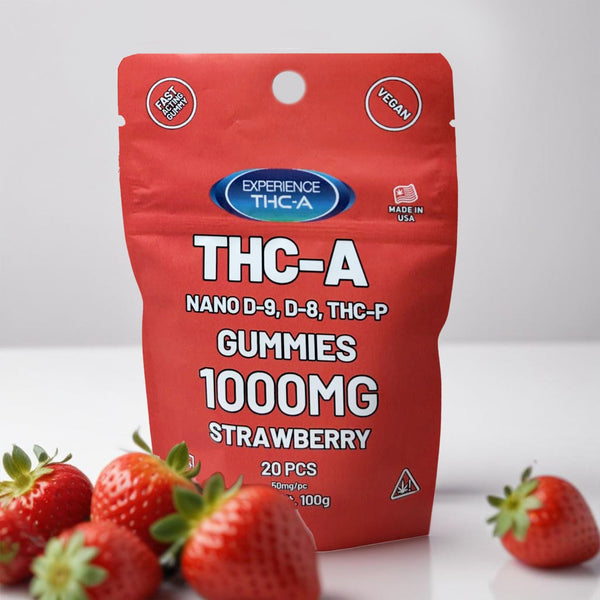 FAST
ACTING
GUMMY
VEGAN
EXPERIENCE
THC-A
MADE IN
USA
THC-A
NANO D-9, D-8, THC-P
GUMMIES
1000MG
STRAWBERRY
20 PCS
50mg/pc
100g